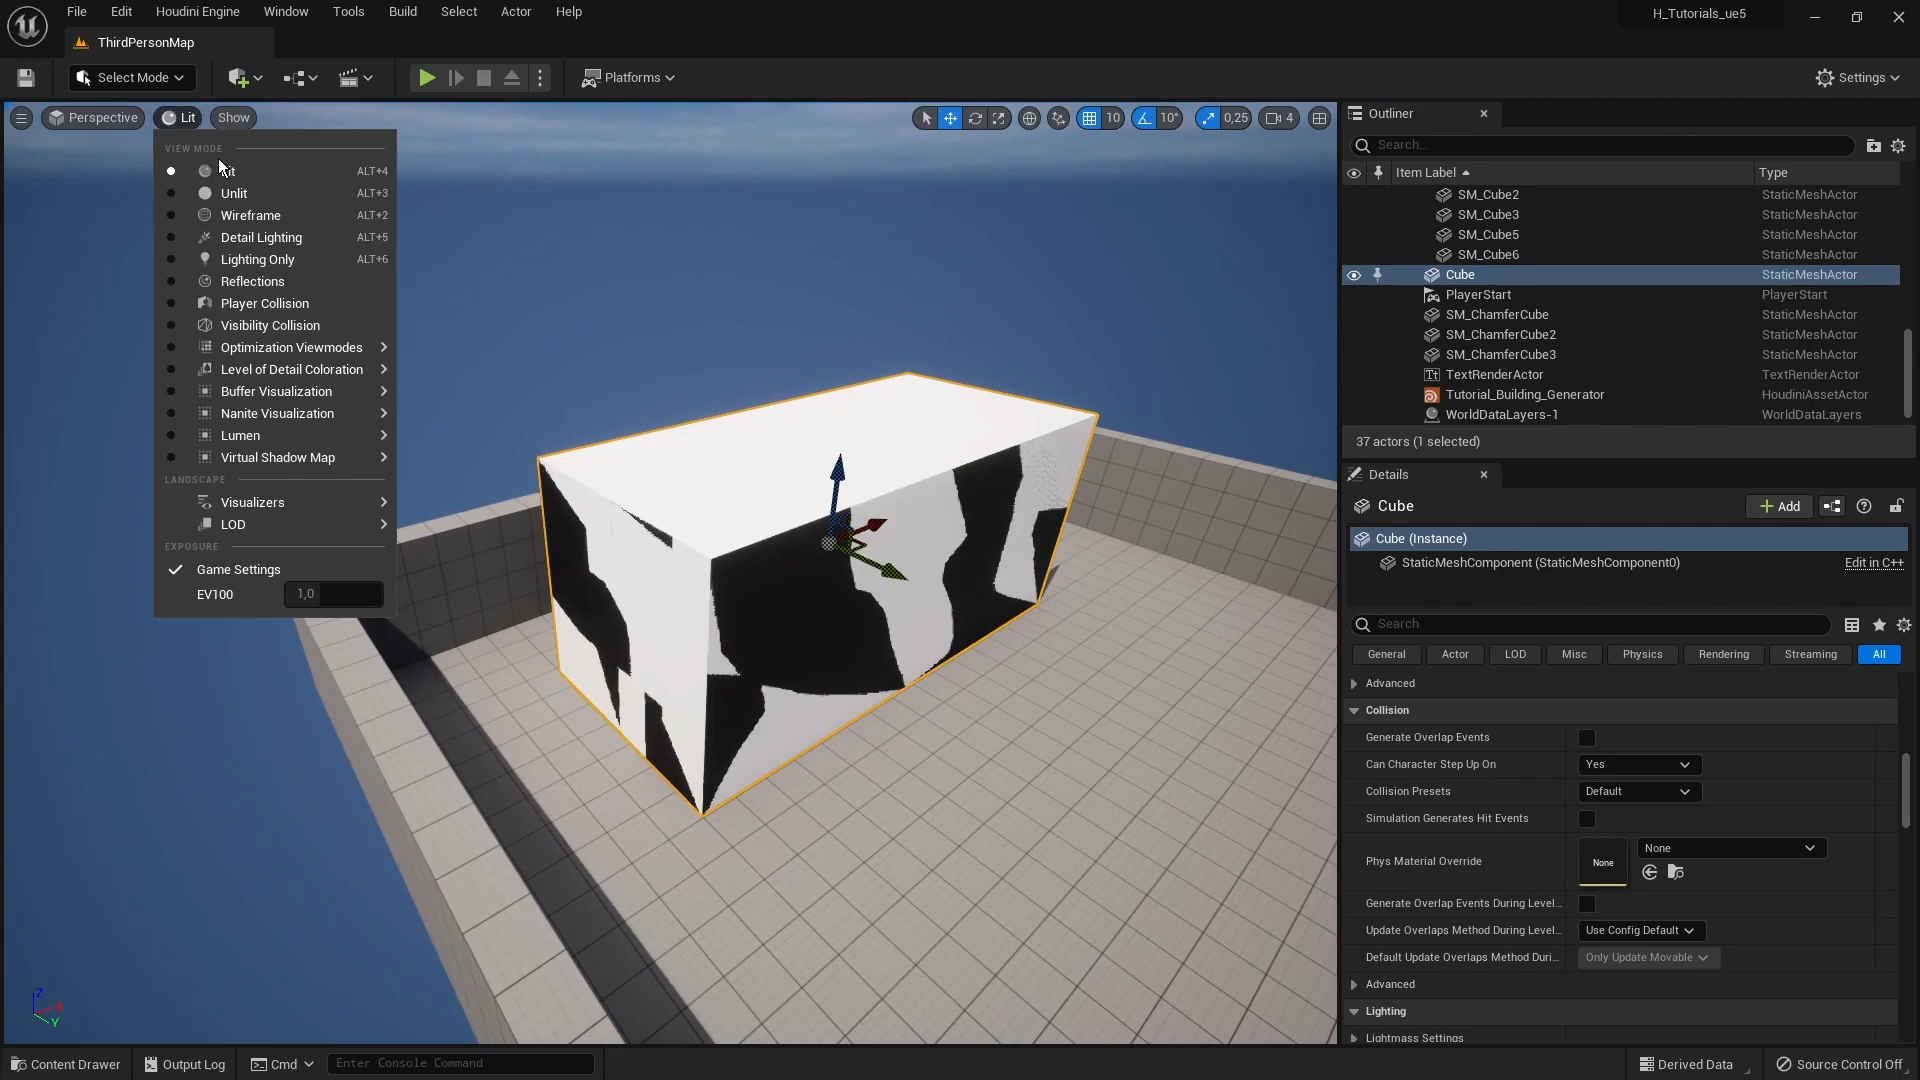 File Edit Houdini Engine Window Tools Build Select Actor Help
H_Tutorials_ue5
ThirdPersonMap
Select Mode
Platforms
Settings
Perspective Lit Show
10 10° 0,25 4
VIEW MODE
ALT+4
Unlit ALT+3
Wireframe ALT+2
Detail Lighting ALT+5
Lighting Only ALT+6
Reflections
Player Collision
Visibility Collision
Optimization Viewmodes
Level of Detail Coloration
Buffer Visualization
Nanite Visualization
Lumen
Virtual Shadow Map
LANDSCAPE
Visualizers
LOD
EXPOSURE
Game Settings
EV100 1,0
Z
X
Y
Outliner
Search...
Item Label Type
SM_Cube2 StaticMeshActor
SM_Cube3 StaticMeshActor
SM_Cube5 StaticMeshActor
SM_Cube6 StaticMeshActor
Cube StaticMeshActor
PlayerStart PlayerStart
SM_ChamferCube StaticMeshActor
SM_ChamferCube2 StaticMeshActor
SM_ChamferCube3 StaticMeshActor
TextRenderActor TextRenderActor
Tutorial_Building_Generator HoudiniAssetActor
WorldDataLayers-1 WorldDataLayers
37 actors (1 selected)
Details
Cube
Add
Cube (Instance)
StaticMeshComponent (StaticMeshComponent0) Edit in C++
Search
General Actor LOD Misc Physics Rendering Streaming All
Advanced
Collision
Generate Overlap Events
Can Character Step Up On Yes
Collision Presets Default
Simulation Generates Hit Events
Phys Material Override None None
Generate Overlap Events During Level...
Update Overlaps Method During Level... Use Config Default
Default Update Overlaps Method Duri... Only Update Movable
Advanced
Lighting
Lightmass Settings
Content Drawer Output Log Cmd Enter Console Command
Derived Data Source Control Off